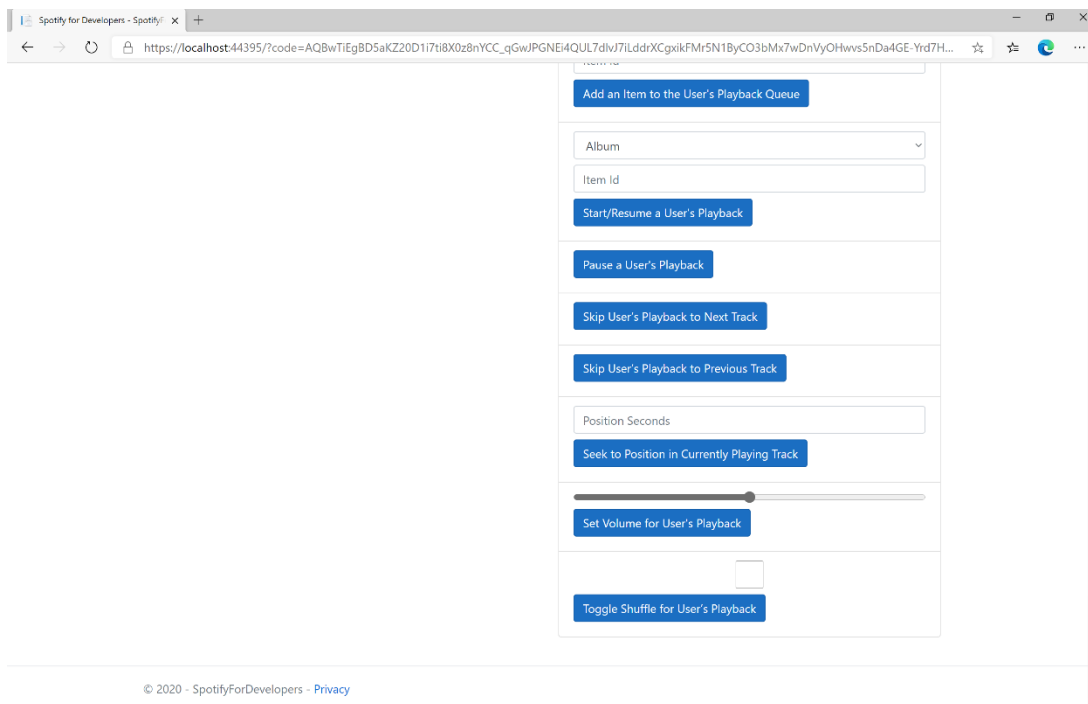 Spotify for Developers - Spotify
https://localhost:44395/?code=AQBwTiEgBD5aKZ20D1i7ti8X0z8nYCC_qGwJPGNEi4QUL7dlvJ7iLddrXCgxikFMr5N1ByCO3bMx7wDnVyOHwvs5nDa4GE-Yrd7H...
Item Id
Add an Item to the User's Playback Queue
Album
Item Id
Start/Resume a User's Playback
Pause a User's Playback
Skip User's Playback to Next Track
Skip User's Playback to Previous Track
Position Seconds
Seek to Position in Currently Playing Track
Set Volume for User's Playback
Toggle Shuffle for User's Playback
© 2020 - SpotifyForDevelopers - Privacy